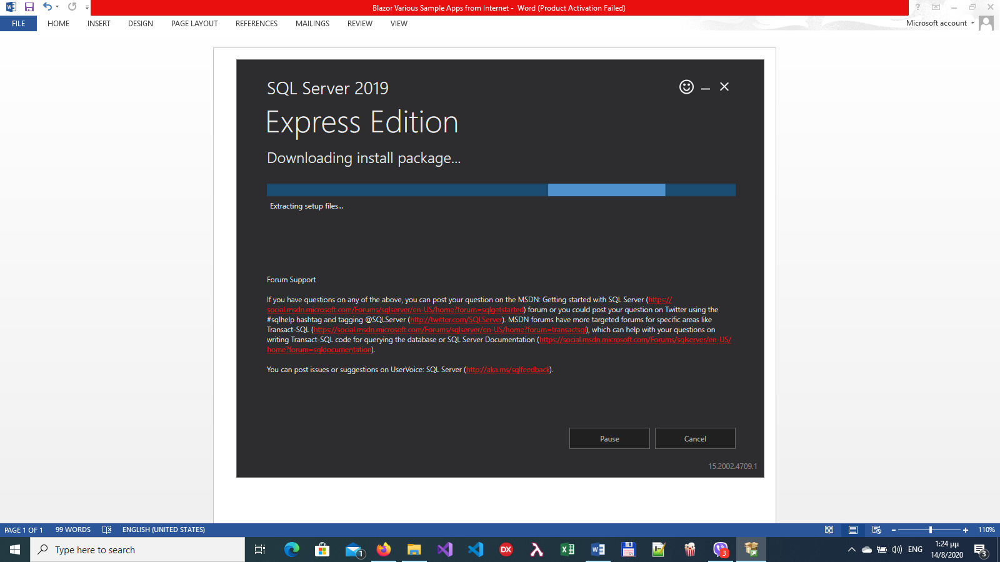 Blazor Various Sample Apps from Internet -  Word (Product Activation Failed)
?
FILE HOME INSERT DESIGN PAGE LAYOUT REFERENCES MAILINGS REVIEW VIEW Microsoft account
SQL Server 2019
Express Edition
Downloading install package...
Extracting setup files...
Forum Support
If you have questions on any of the above, you can post your question on the MSDN: Getting started with SQL Server (https://
social.msdn.microsoft.com/Forums/sqlserver/en-US/home?forum=sqlgetstarted) forum or you could post your question on Twitter using the
#sqlhelp hashtag and tagging @SQLServer (http://twitter.com/SQLServer). MSDN forums have more targeted forums for specific areas like
Transact-SQL (https://social.msdn.microsoft.com/Forums/sqlserver/en-US/home?forum=transactsql), which can help with your questions on
writing Transact-SQL code for querying the database or SQL Server Documentation (https://social.msdn.microsoft.com/Forums/sqlserver/en-US/
home?forum=sqldocumentation).
You can post issues or suggestions on UserVoice: SQL Server (http://aka.ms/sqlfeedback).
Pause Cancel
15.2002.4709.1
PAGE 1 OF 1 99 WORDS ENGLISH (UNITED STATES) 110%
Type here to search
1
DX
3
ENG
1:24 μμ
14/8/2020
3